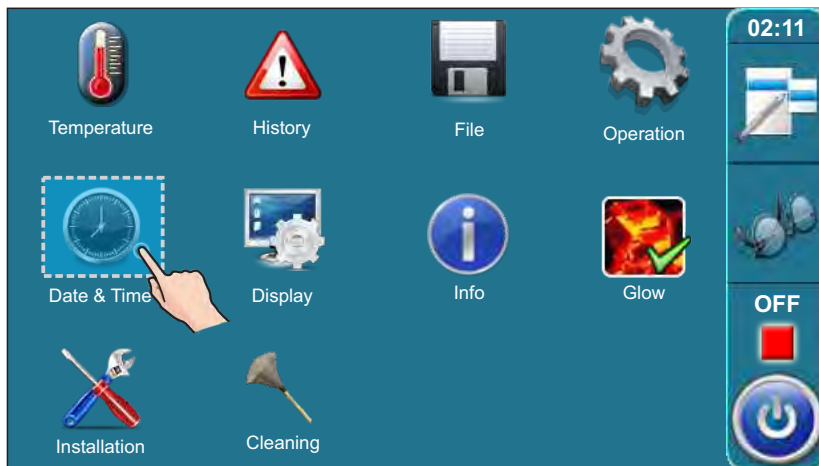 02:11
Temperature
History
File
Operation
Date & Time
Display
Info
Glow
OFF
Installation
Cleaning